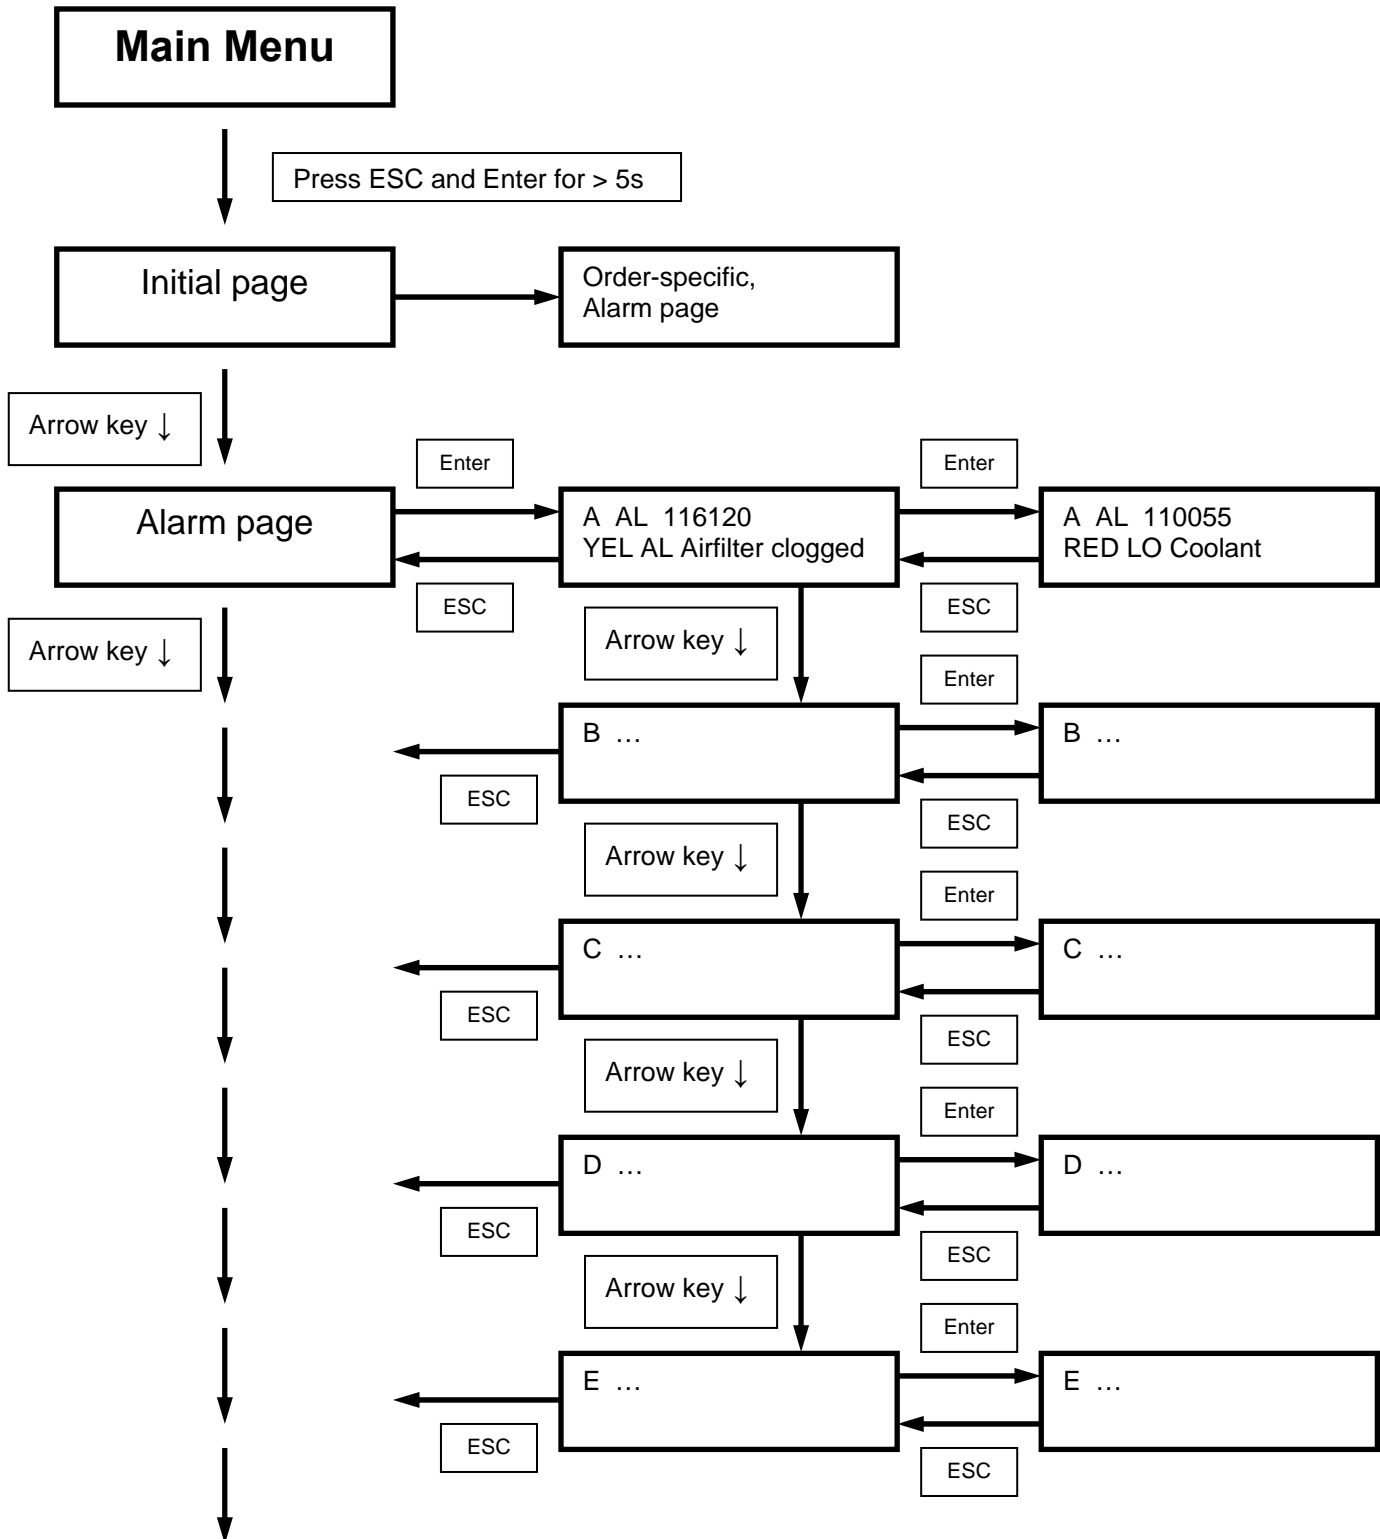 Main Menu
Press ESC and Enter for > 5s
Initial page
Order-specific,
Alarm page
Arrow key ↓
Enter
Enter
Alarm page
A AL 116120
YEL AL Airfilter clogged
A AL 110055
RED LO Coolant
ESC
ESC
Arrow key ↓
Arrow key ↓
Enter
B …
B …
ESC
ESC
Arrow key ↓
Enter
C …
C …
ESC
ESC
Arrow key ↓
Enter
D …
D …
ESC
ESC
Arrow key ↓
Enter
E …
E …
ESC
ESC